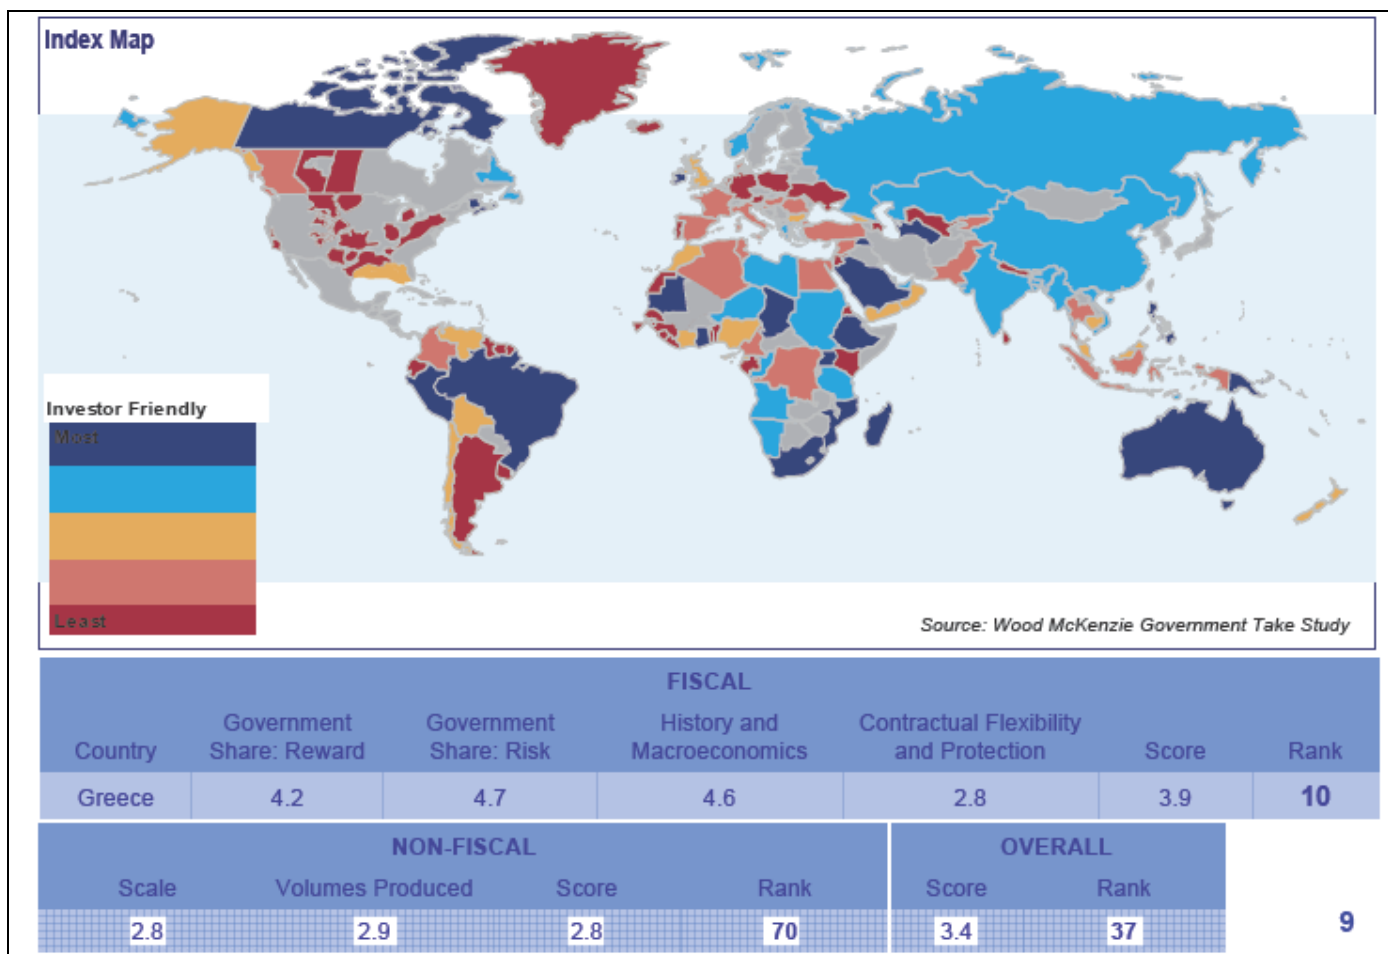 Index Map
Investor Friendly
Most
Least
Source: Wood McKenzie Government Take Study
FISCAL
Country Government Share: Reward Government Share: Risk History and Macroeconomics Contractual Flexibility and Protection Score Rank
Greece 4.2 4.7 4.6 2.8 3.9 10
NON-FISCAL OVERALL
Scale Volumes Produced Score Rank Score Rank
2.8 2.9 2.8 70 3.4 37
9